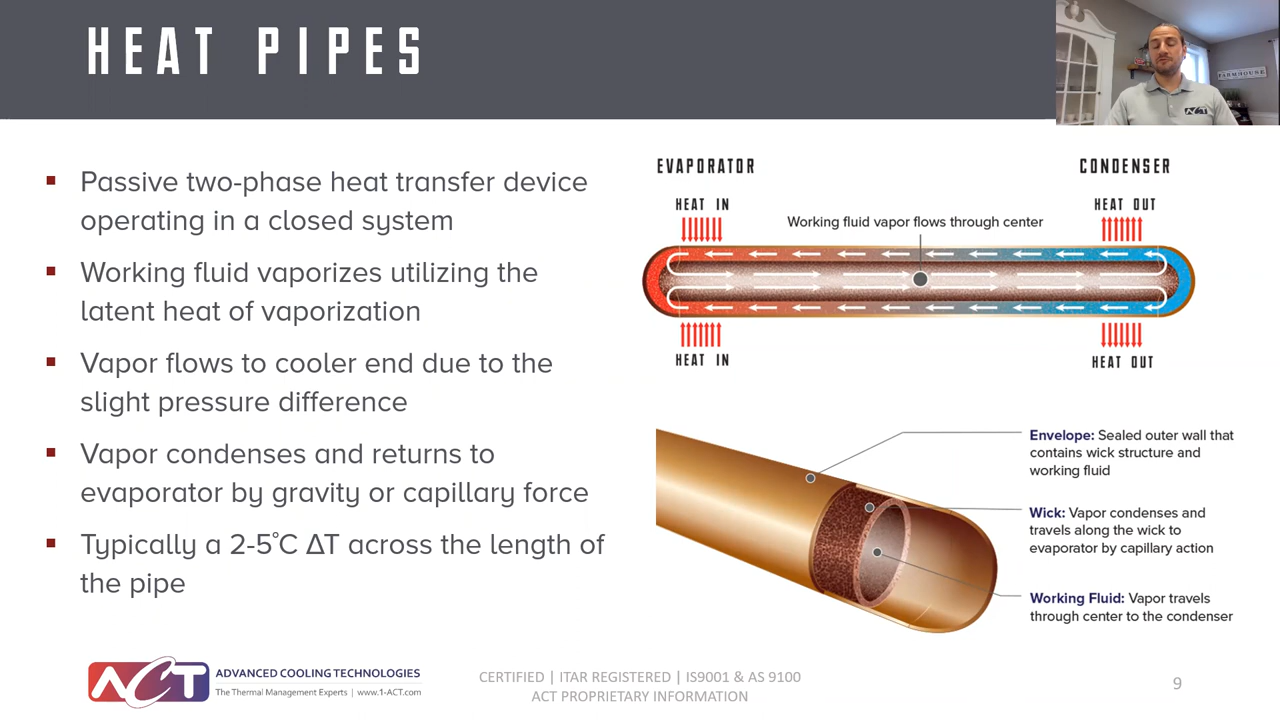 HEAT PIPES
FARMHOUSE
ACT
Passive two-phase heat transfer device
operating in a closed system
Working fluid vaporizes utilizing the
latent heat of vaporization
Vapor flows to cooler end due to the
slight pressure difference
Vapor condenses and returns to
evaporator by gravity or capillary force
Typically a 2-5°C ΔT across the length of
the pipe
EVAPORATOR
CONDENSER
HEAT IN
HEAT OUT
Working fluid vapor flows through center
HEAT IN
HEAT OUT
Envelope: Sealed outer wall that
contains wick structure and
working fluid
Wick: Vapor condenses and
travels along the wick to
evaporator by capillary action
Working Fluid: Vapor travels
through center to the condenser
ACT
ADVANCED COOLING TECHNOLOGIES
The Thermal Management Experts | www.1-ACT.com
CERTIFIED | ITAR REGISTERED | IS9001 & AS 9100
ACT PROPRIETARY INFORMATION
9